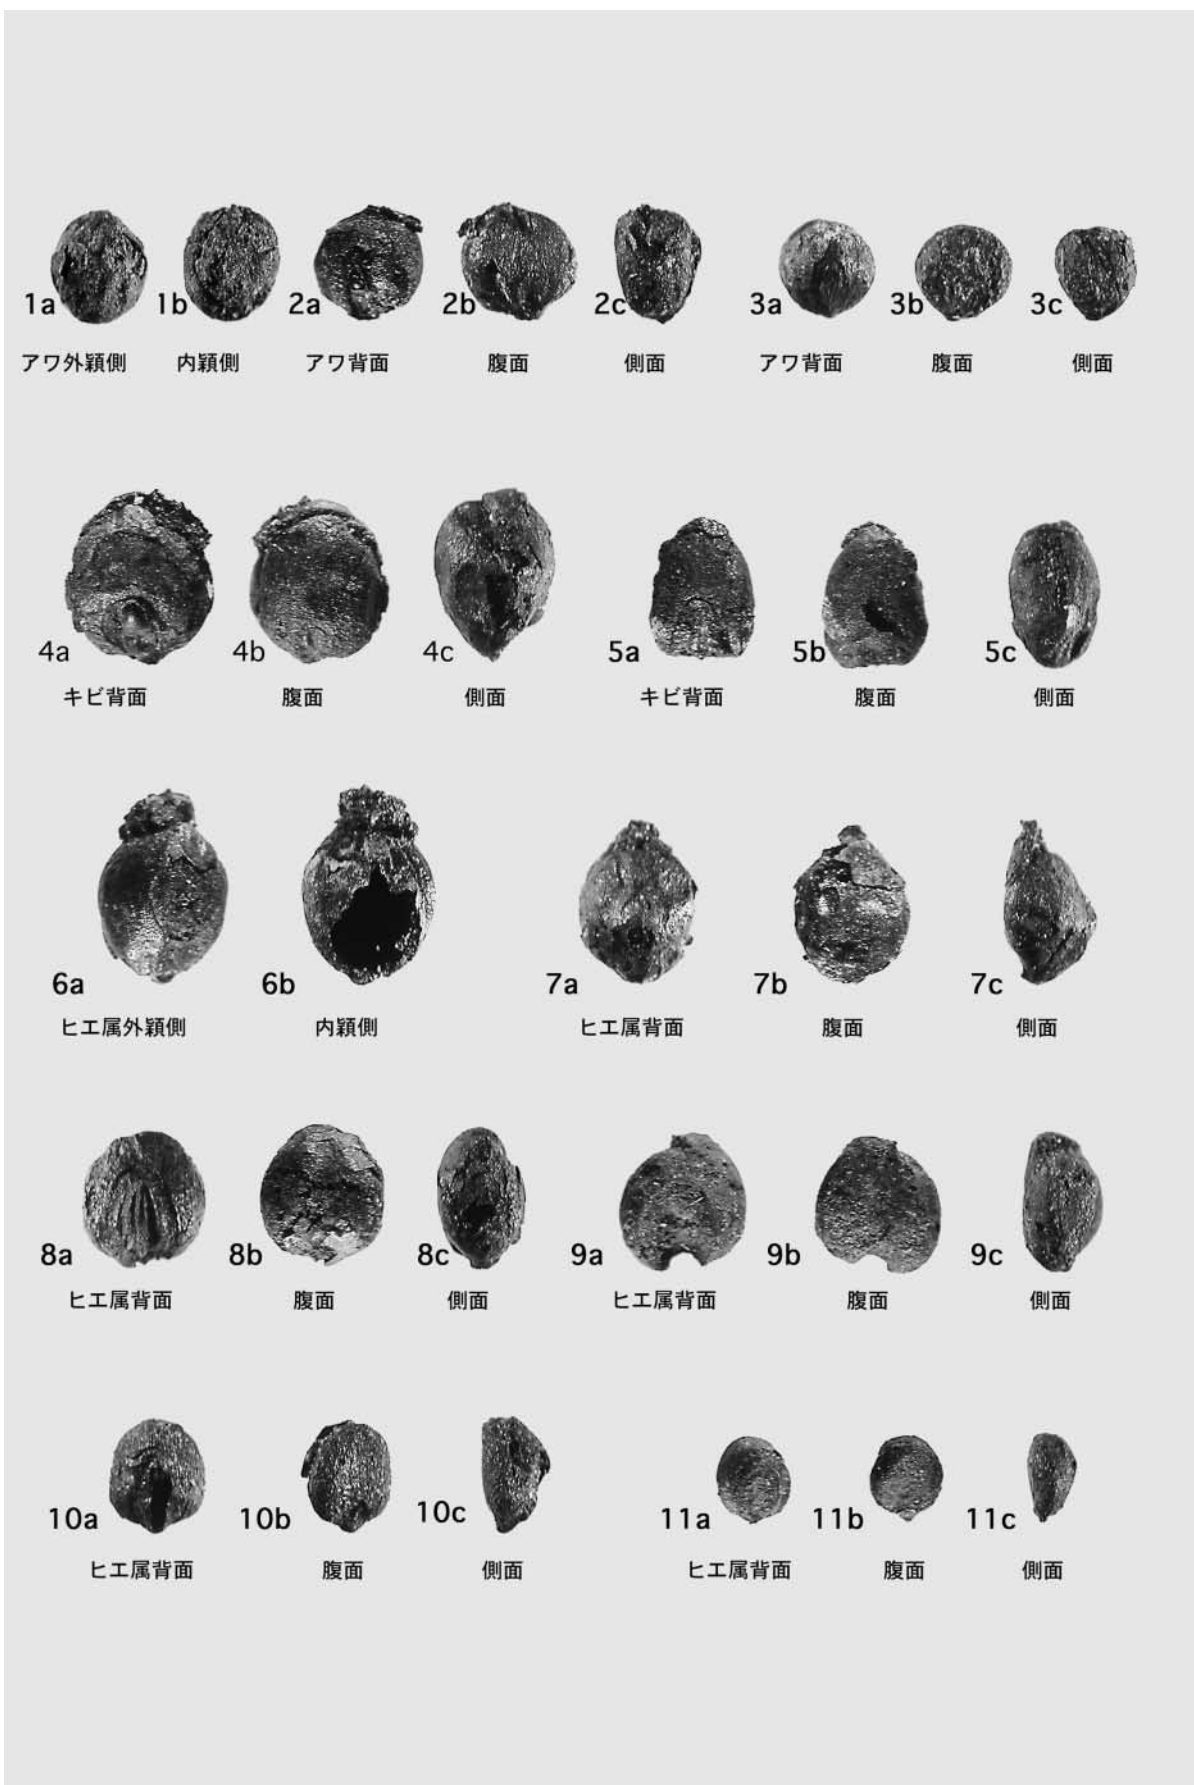 1a 1b 2a 2b 2c 3a 3b 3c
アワ外穎側 内穎側 アワ背面 腹面 側面 アワ背面 腹面 側面
4a 4b 4c 5a 5b 5c
キビ背面 腹面 側面 キビ背面 腹面 側面
6a 6b 7a 7b 7c
ヒエ属外穎側 内穎側 ヒエ属背面 腹面 側面
8a 8b 8c 9a 9b 9c
ヒエ属背面 腹面 側面 ヒエ属背面 腹面 側面
10a 10b 10c 11a 11b 11c
ヒエ属背面 腹面 側面 ヒエ属背面 腹面 側面